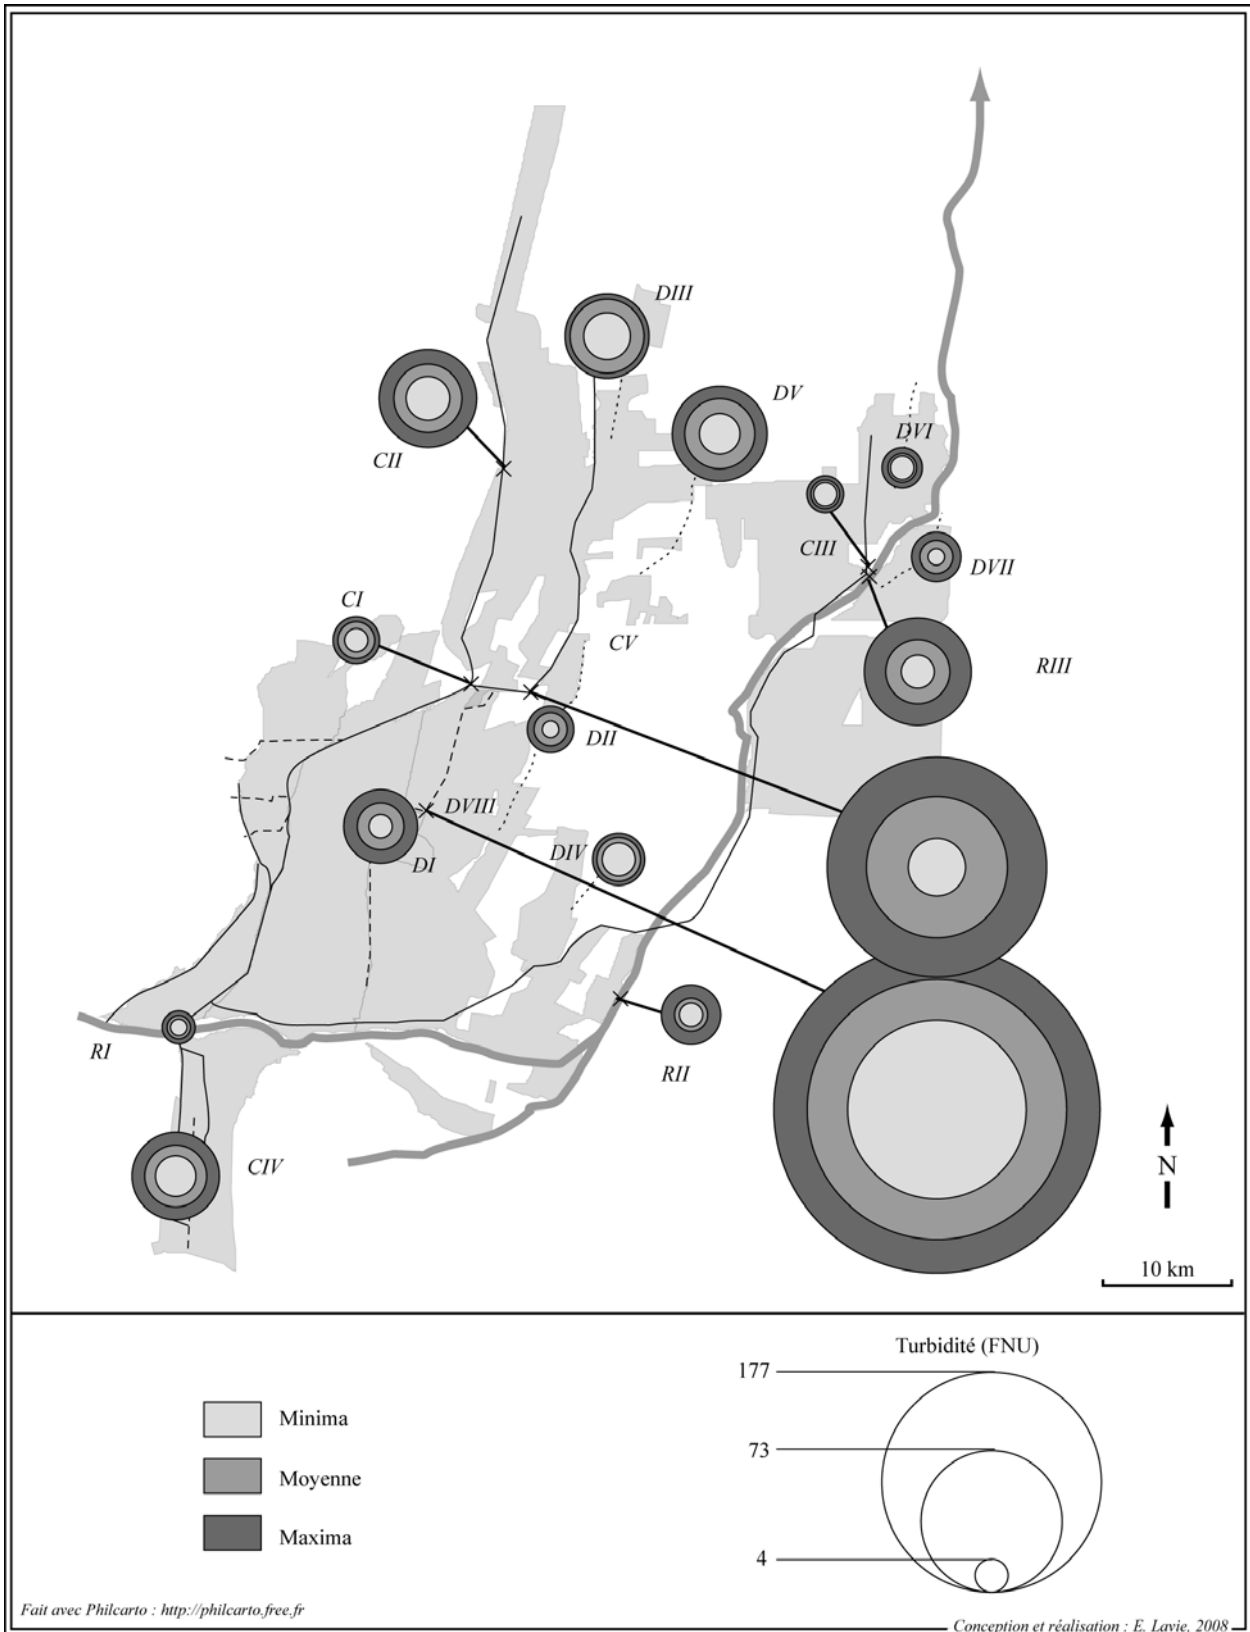 DIII
DV
CII
DVI
CIII
DVII
CI
CV
RIII
DII
DVIII
DIV
DI
RI
RII
CIV
N
10 km
Turbidité (FNU)
177
73
4
Minima
Moyenne
Maxima
Fait avec Philcarto : http://philcarto.free.fr
Conception et réalisation : E. Lavie, 2008